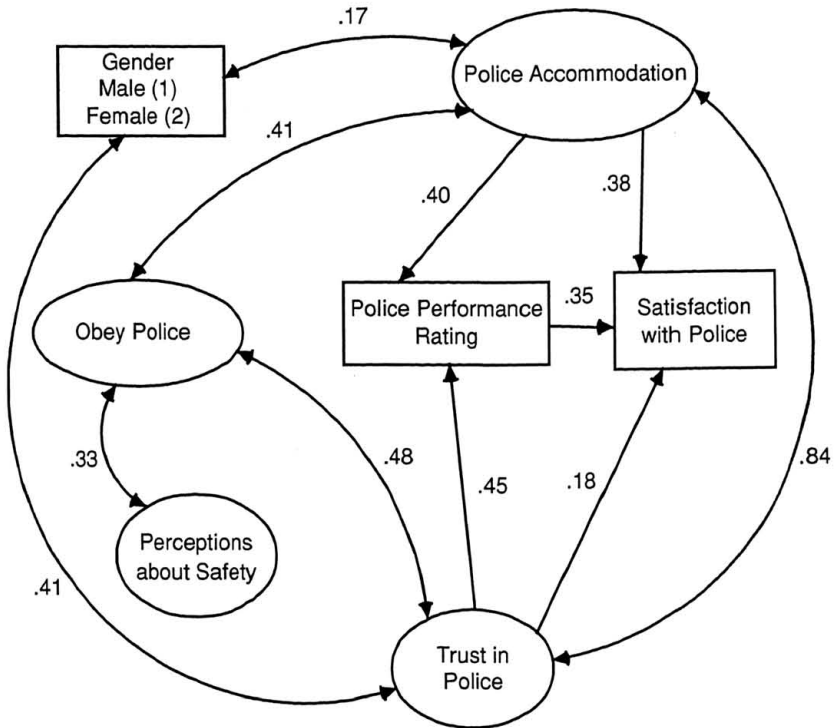 .17
Gender
Male (1)
Female (2)
Police Accommodation
.41
.40
.38
Obey Police
Police Performance
Rating
.35
Satisfaction
with Police
.33
.48
.45
.18
.84
Perceptions
about Safety
.41
Trust in
Police